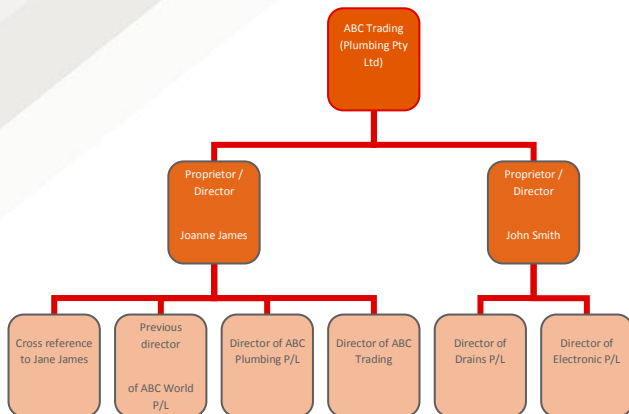 ABC Trading
(Plumbing Pty
Ltd)
Proprietor /
Director
Joanne James
Proprietor /
Director
John Smith
Cross reference
to Jane James
Previous
director
of ABC World
P/L
Director of ABC
Plumbing P/L
Director of ABC
Trading
Director of
Drains P/L
Director of
Electronic P/L